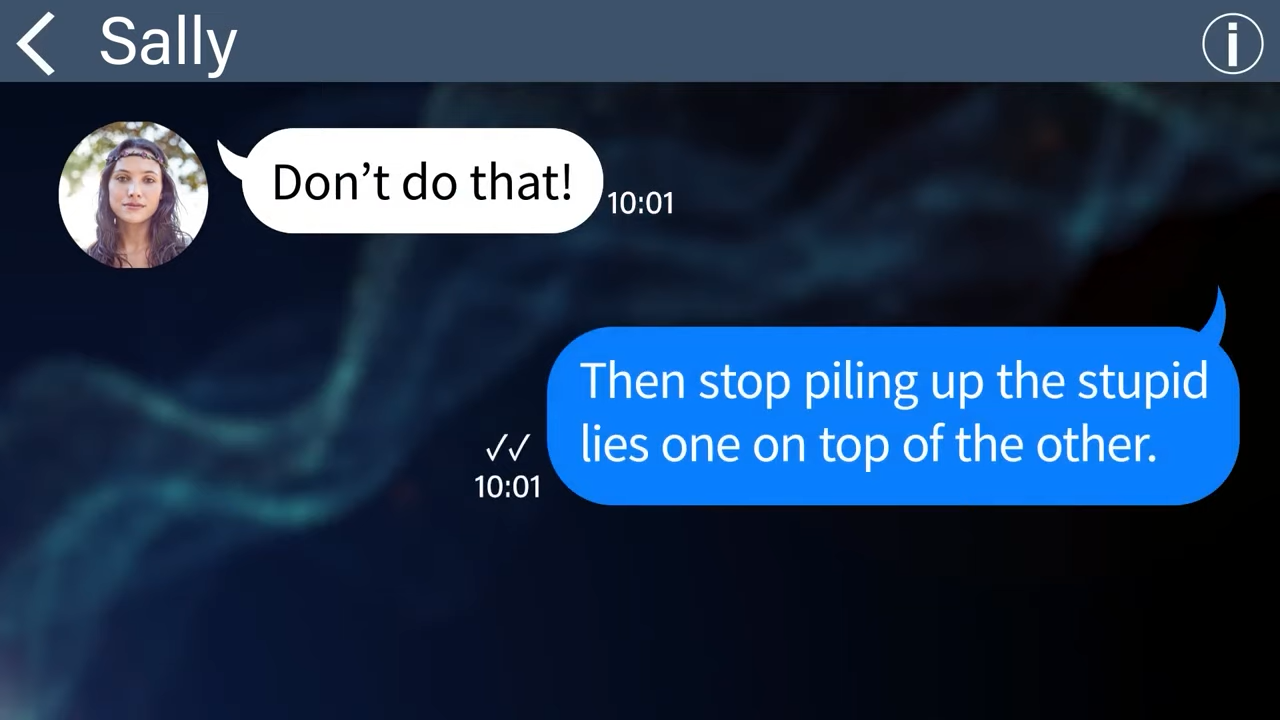 Sally
Don’t do that!
10:01
Then stop piling up the stupid
lies one on top of the other.
10:01